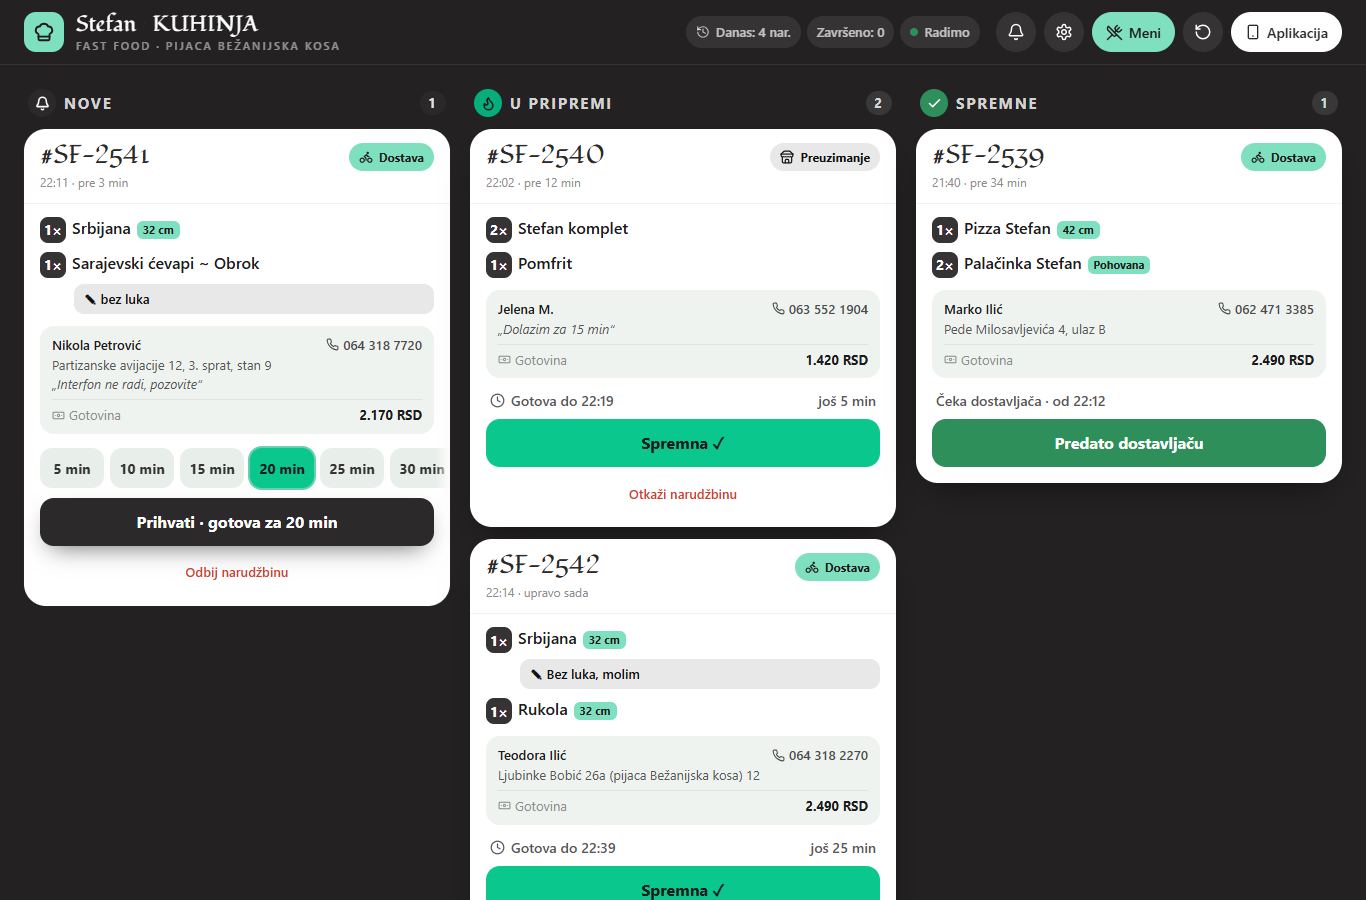 Stefan KUHINJA
FAST FOOD · PIJACA BEŽANIJSKA KOSA
Danas: 4 nar.
Završeno: 0
Radimo
Meni
Aplikacija
NOVE
1
#SF-2541
Dostava
22:11 · pre 3 min
1× Srbijana 32 cm
1× Sarajevski ćevapi ~ Obrok
bez luka
Nikola Petrović
064 318 7720
Partizanske avijacije 12, 3. sprat, stan 9
„Interfon ne radi, pozovite“
Gotovina
2.170 RSD
5 min
10 min
15 min
20 min
25 min
30 min
Prihvati · gotova za 20 min
Odbij narudžbinu
U PRIPREMI
2
#SF-2540
Preuzimanje
22:02 · pre 12 min
2× Stefan komplet
1× Pomfrit
Jelena M.
063 552 1904
„Dolazim za 15 min“
Gotovina
1.420 RSD
Gotova do 22:19
još 5 min
Spremna ✓
Otkaži narudžbinu
#SF-2542
Dostava
22:14 · upravo sada
1× Srbijana 32 cm
Bez luka, molim
1× Rukola 32 cm
Teodora Ilić
064 318 2270
Ljubinke Bobić 26a (pijaca Bežanijska kosa) 12
Gotovina
2.490 RSD
Gotova do 22:39
još 25 min
Spremna ✓
SPREMNE
1
#SF-2539
Dostava
21:40 · pre 34 min
1× Pizza Stefan 42 cm
2× Palačinka Stefan Pohovana
Marko Ilić
062 471 3385
Pede Milosavljevića 4, ulaz B
Gotovina
2.490 RSD
Čeka dostavljača · od 22:12
Predato dostavljaču